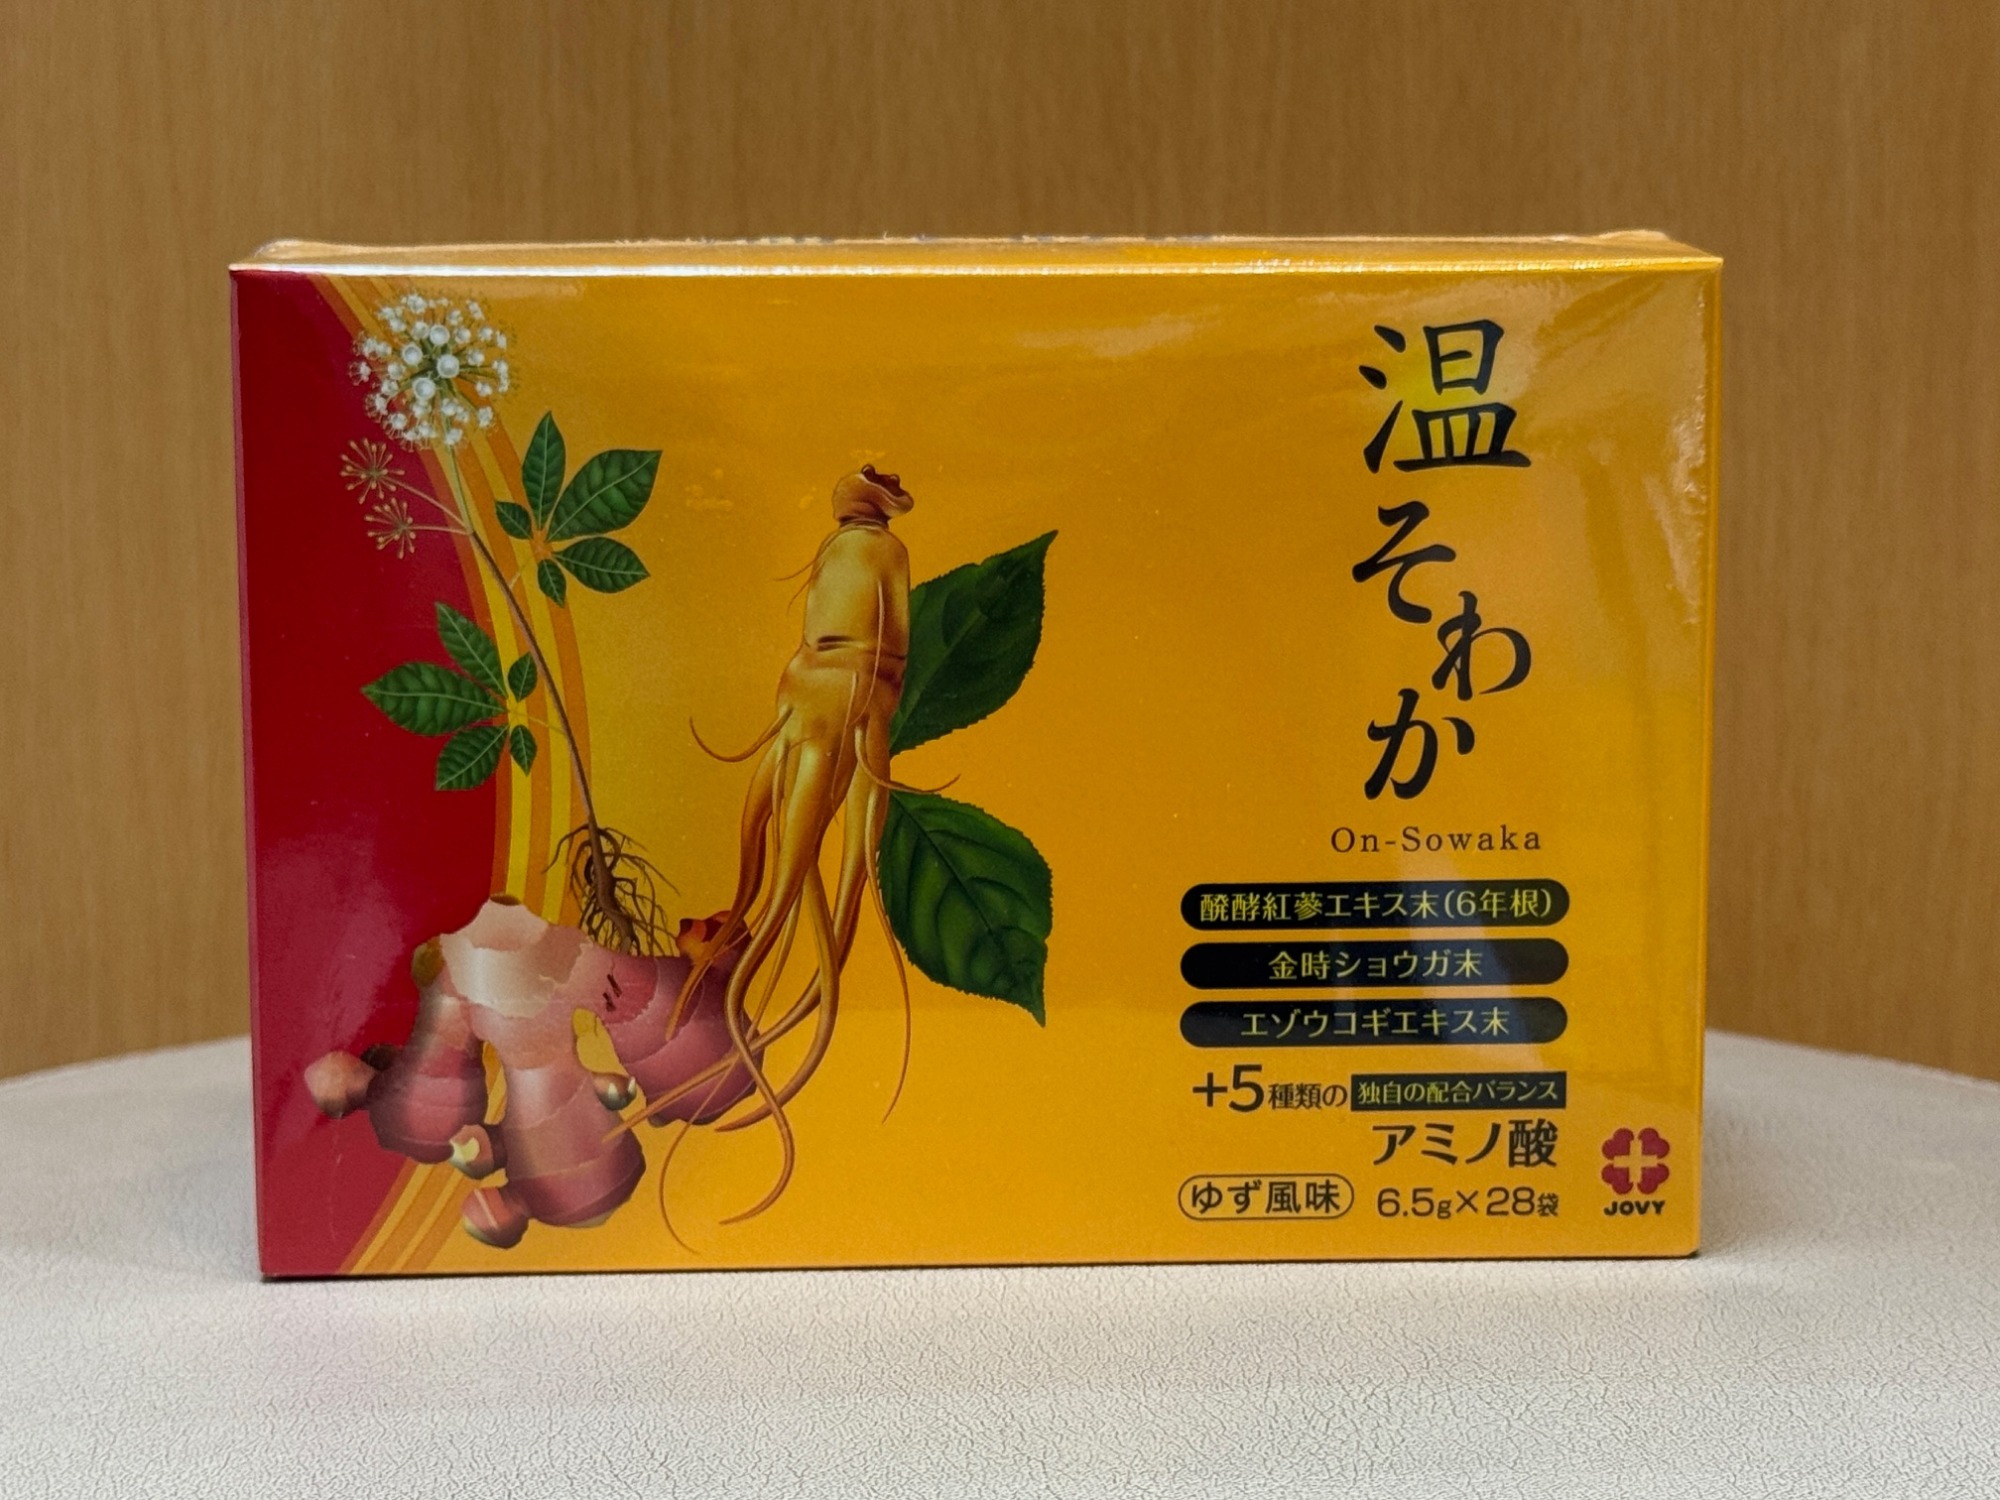 温そわか
On-Sowaka
醗酵紅蔘エキス末(6年根)
金時ショウガ末
エゾウコギエキス末
+5種類の独自の配合バランス
アミノ酸
ゆず風味 6.5g×28袋
JOVY